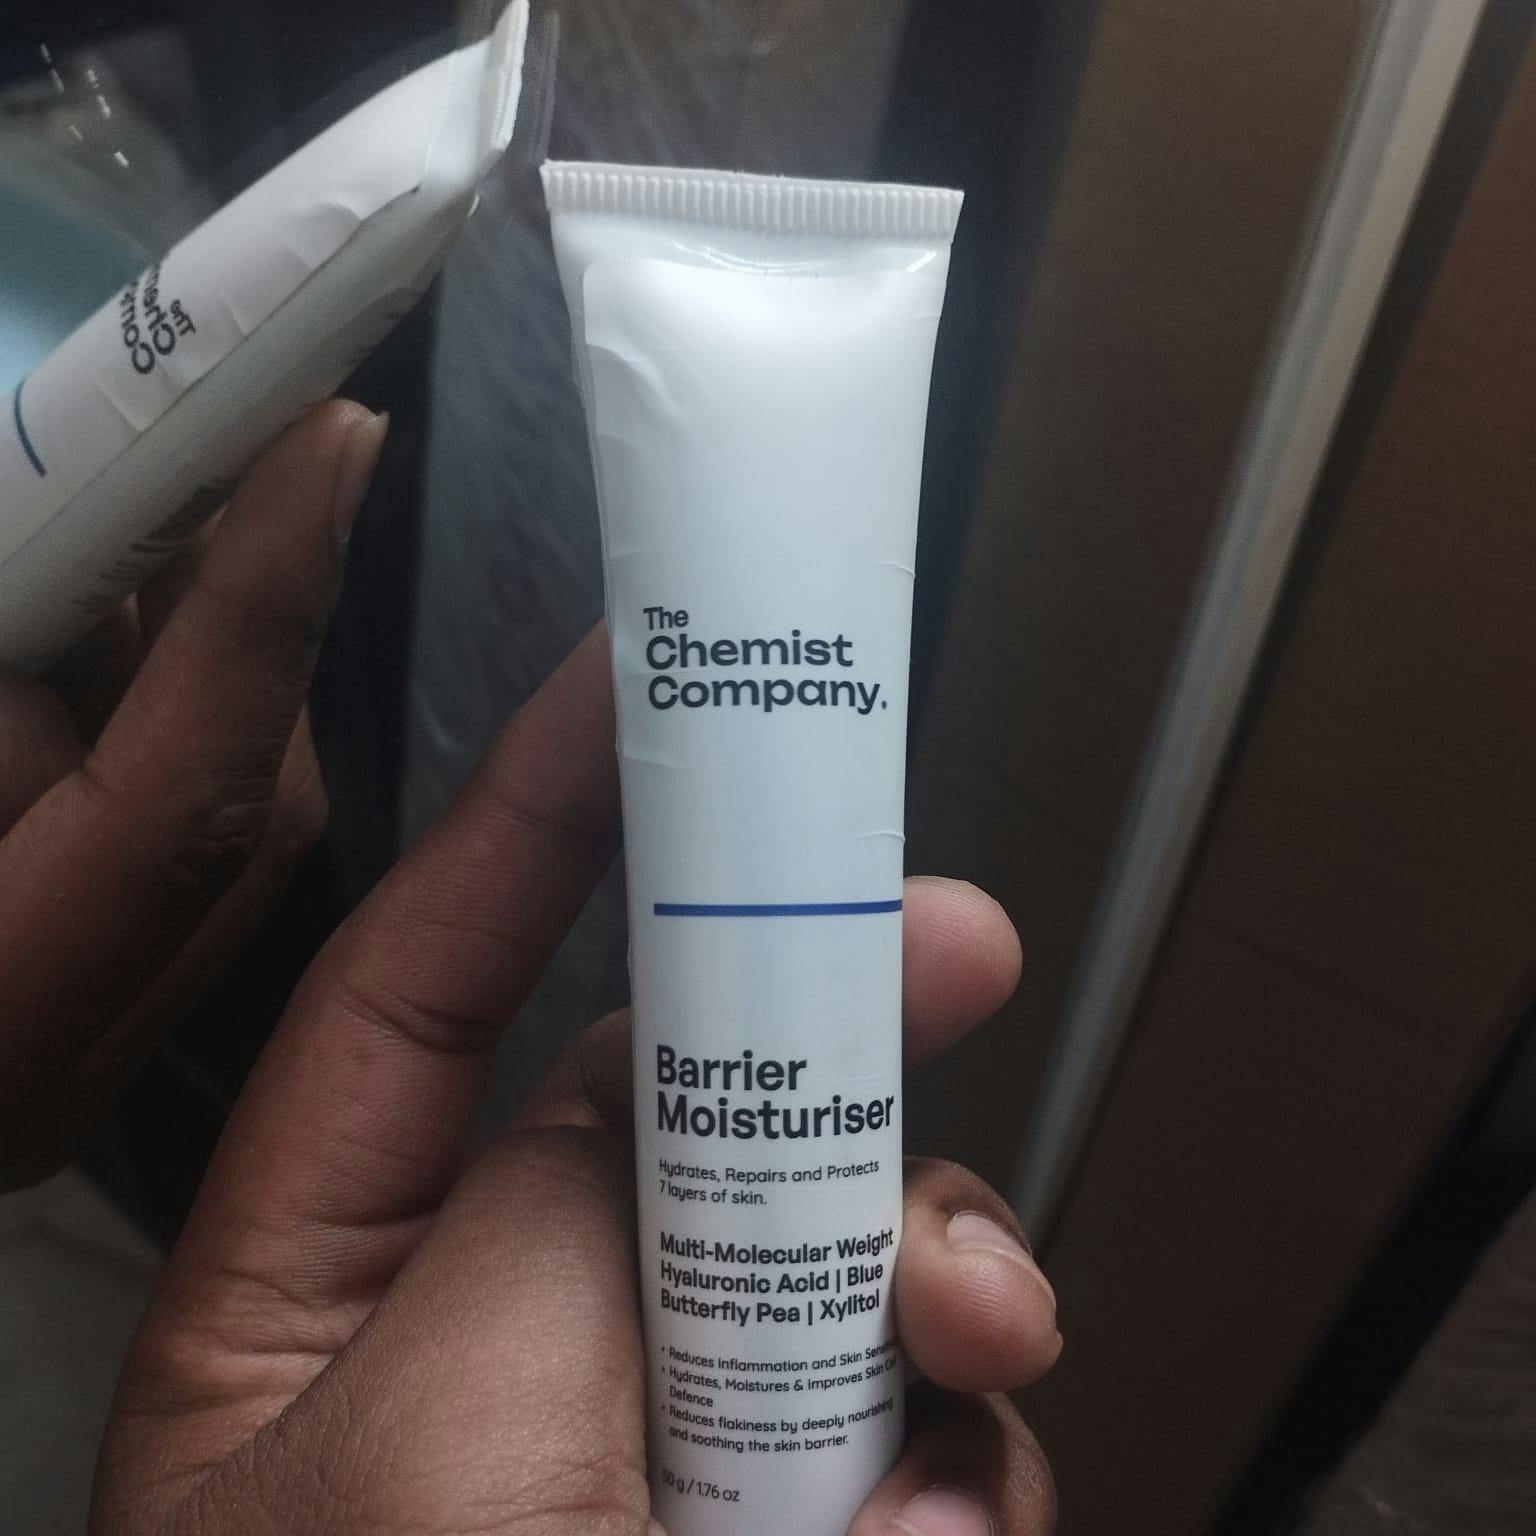 The
Chemist
Company.
Barrier
Moisturiser
Hydrates, Repairs and Protects
7 layers of skin.
Multi-Molecular Weight
Hyaluronic Acid | Blue
Butterfly Pea | Xylitol
• Reduces Inflammation and Skin
• Hydrates, Moistures & improves Skin
Defence
• Reduces flakiness by deeply nourishing
and soothing the skin barrier.
50 g / 1.76 oz
The